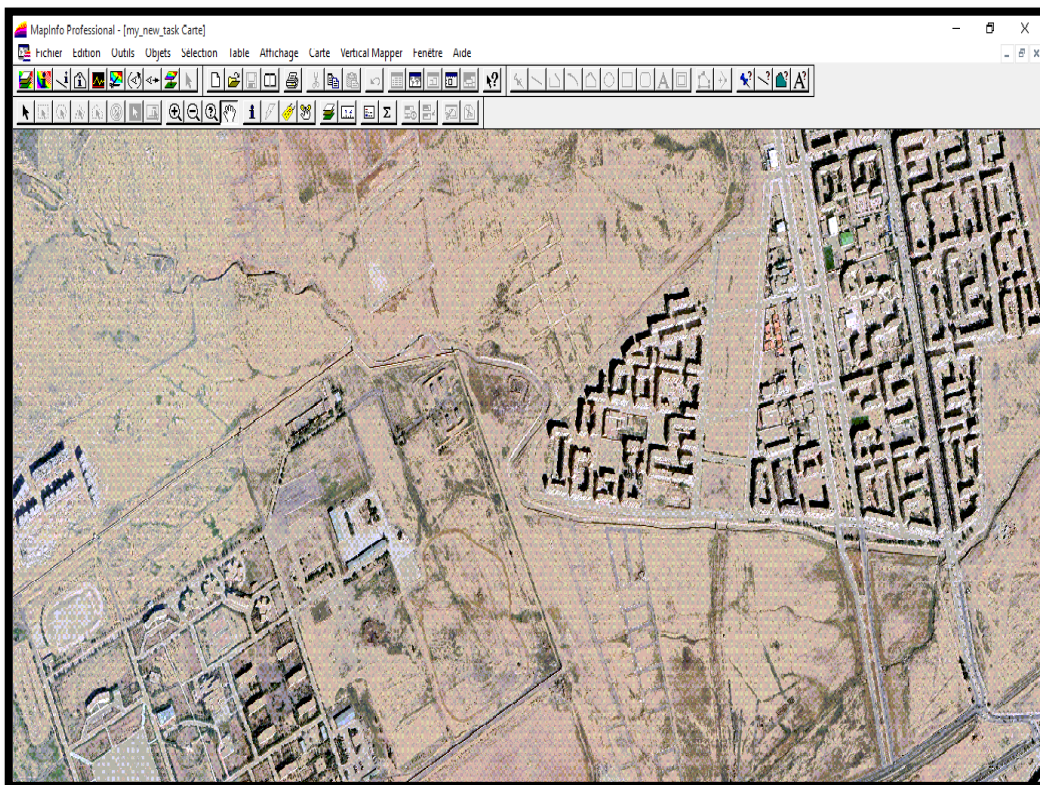 MapInfo Professional - [my_new_task Carte]
Fichier Edition Outils Objets Sélection Table Affichage Carte Vertical Mapper Fenêtre Aide